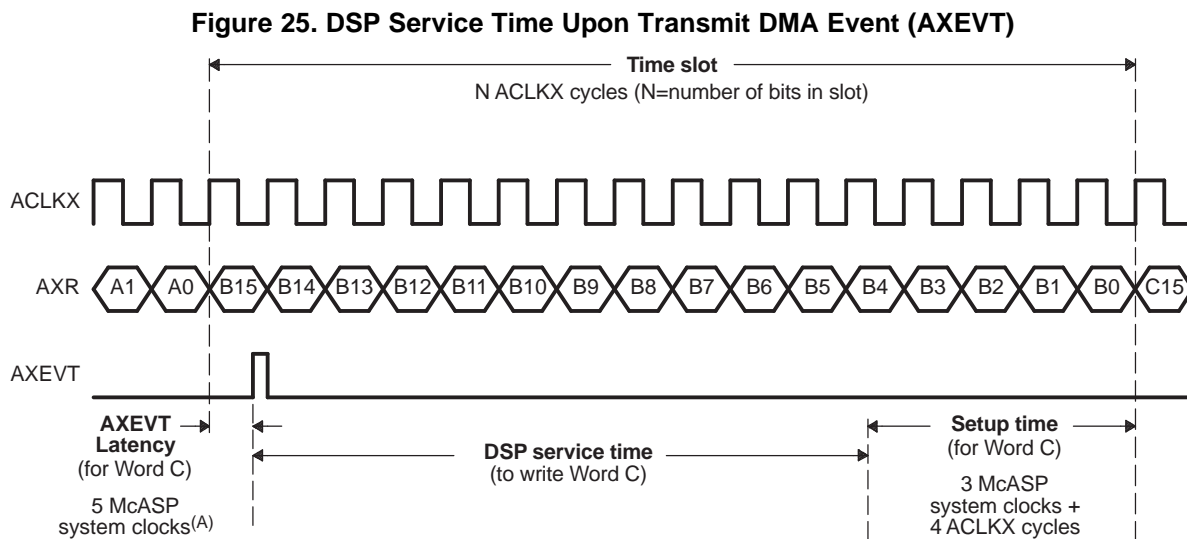 Figure 25. DSP Service Time Upon Transmit DMA Event (AXEVT)
Time slot
N ACLKX cycles (N=number of bits in slot)
ACLKX
AXR A1 A0 B15 B14 B13 B12 B11 B10 B9 B8 B7 B6 B5 B4 B3 B2 B1 B0 C15
AXEVT
AXEVT
Latency
(for Word C)
5 McASP
system clocks(A)
DSP service time
(to write Word C)
Setup time
(for Word C)
3 McASP
system clocks +
4 ACLKX cycles